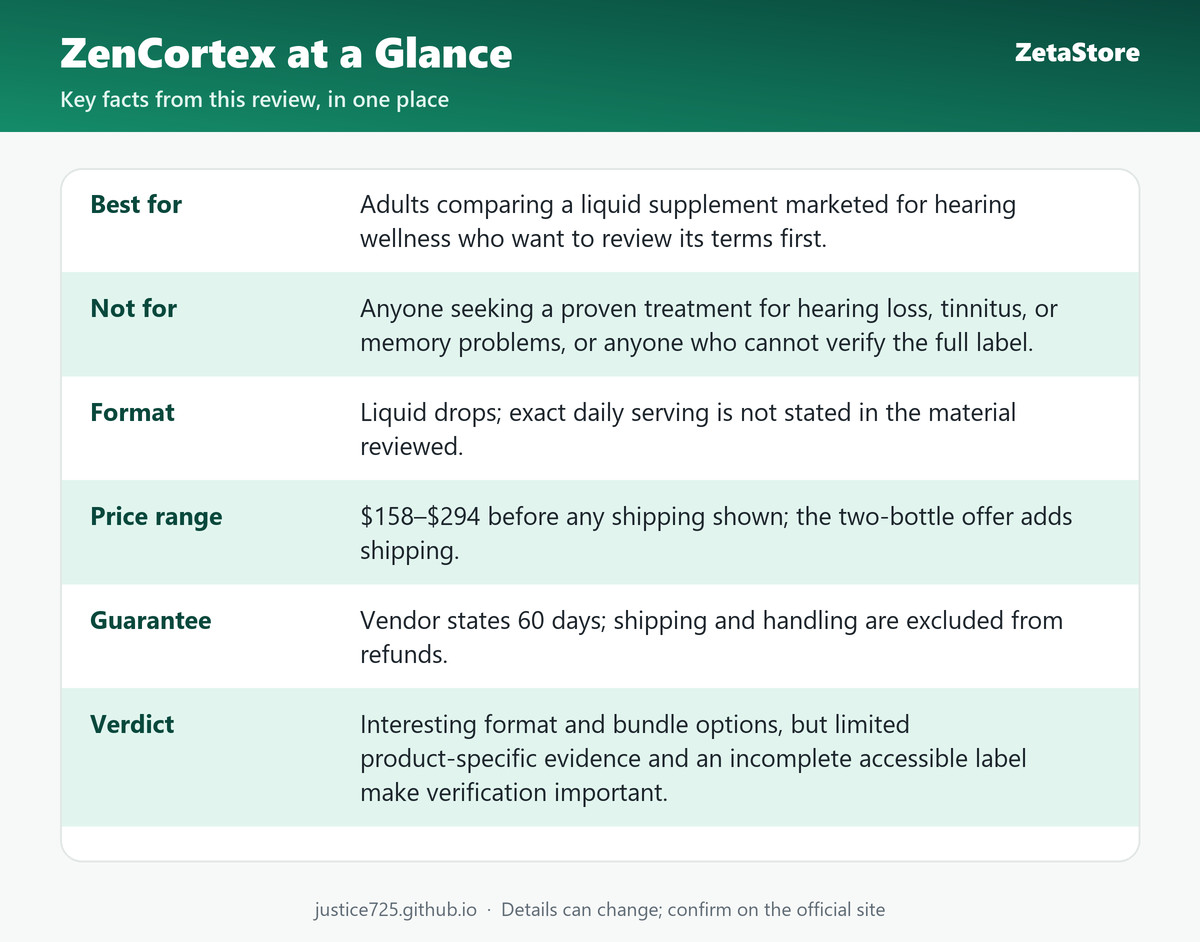 ZenCortex at a Glance
ZetaStore
Key facts from this review, in one place
Best for
Adults comparing a liquid supplement marketed for hearing
wellness who want to review its terms first.
Not for
Anyone seeking a proven treatment for hearing loss, tinnitus, or
memory problems, or anyone who cannot verify the full label.
Format
Liquid drops; exact daily serving is not stated in the material
reviewed.
Price range
$158–$294 before any shipping shown; the two-bottle offer adds
shipping.
Guarantee
Vendor states 60 days; shipping and handling are excluded from
refunds.
Verdict
Interesting format and bundle options, but limited
product-specific evidence and an incomplete accessible label
make verification important.
justice725.github.io · Details can change; confirm on the official site